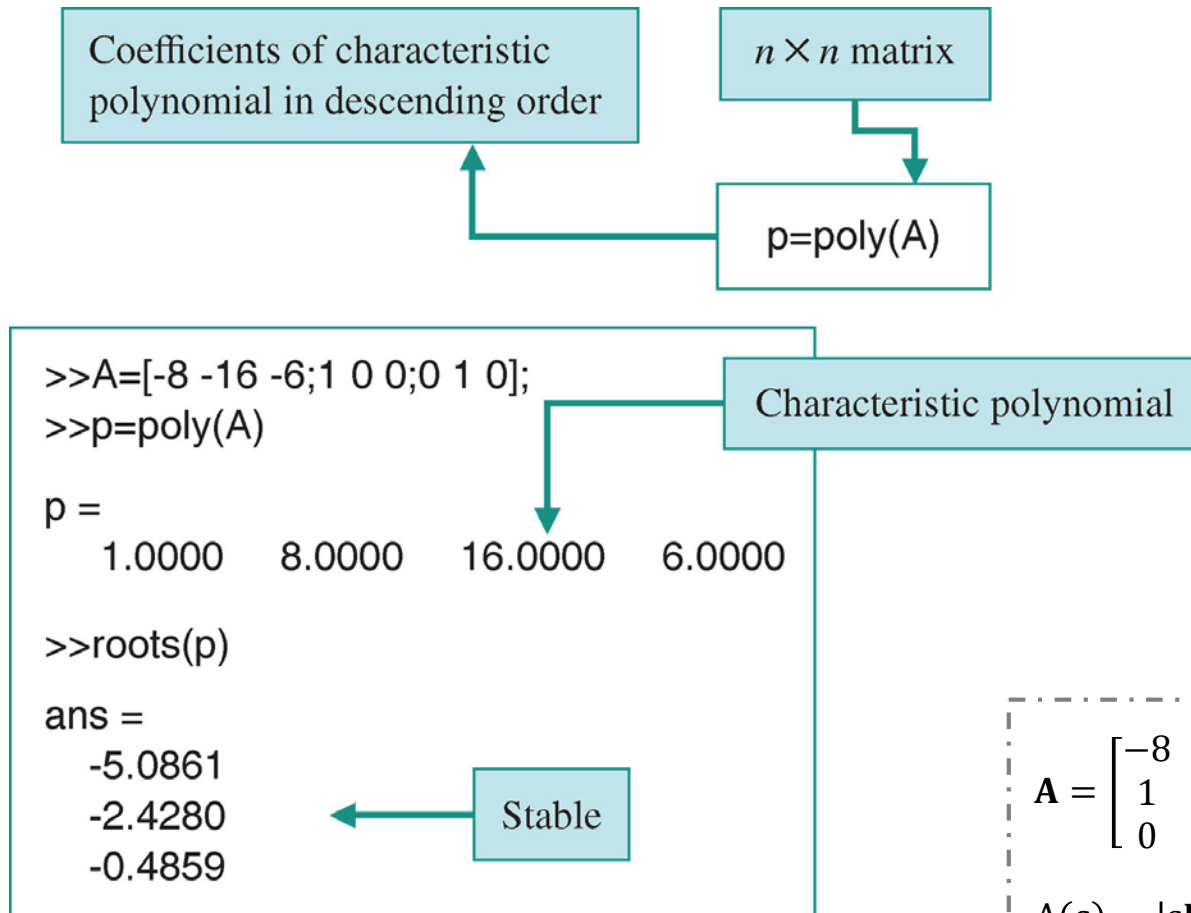 Coefficients of characteristic
polynomial in descending order
n × n matrix
p=poly(A)
>>A=[-8 -16 -6;1 0 0;0 1 0];
>>p=poly(A)
Characteristic polynomial
p =
1.0000 8.0000 16.0000 6.0000
>>roots(p)
ans =
-5.0861
-2.4280
-0.4859
Stable
A = [−8
1
0